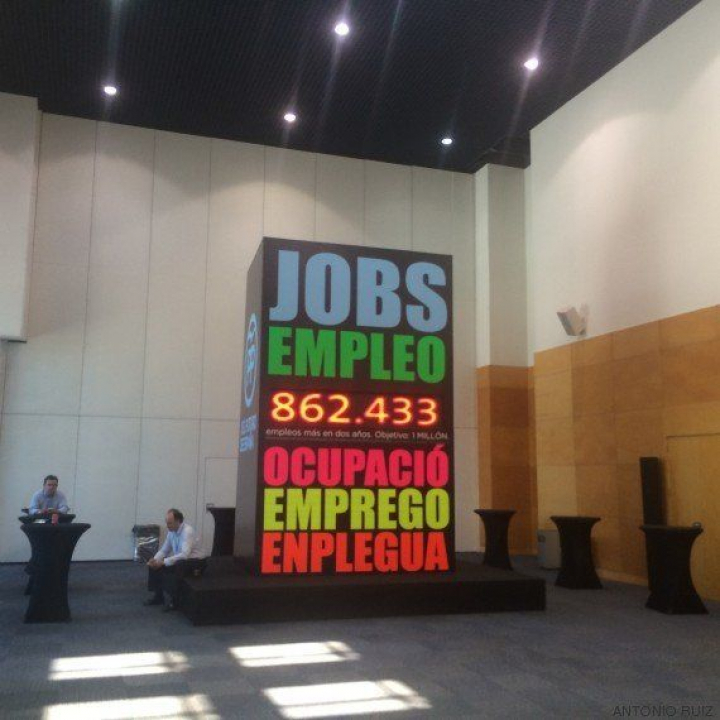 JOBS
EMPLEO
862.433
empleos más en dos años. Objetivo: 1 MILLÓN.
OCUPACIÓ
EMPREGO
ENPLEGUA
ANTONIO RUIZ